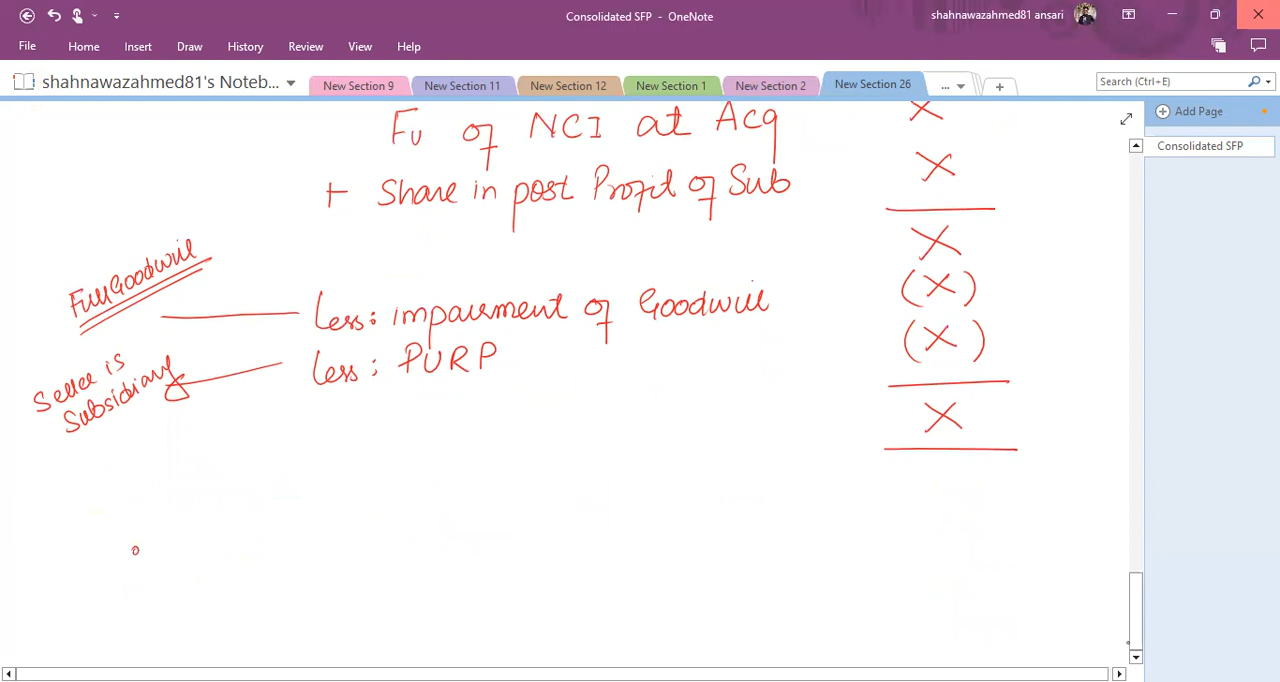 Consolidated SFP - OneNote
shahnawazahmed81 ansari
File Home Insert Draw History Review View Help
shahnawazahmed81's Noteb... New Section 9 New Section 11 New Section 12 New Section 1 New Section 2 New Section 26 ... + Search (Ctrl+E)
Add Page
Consolidated SFP
Fv of NCI at Acq X
+ Share in post Profit of Sub X
X
Full Goodwill
Less: impairment of Goodwill (X)
Seller is Subsidiary
Less: PURP (X)
X